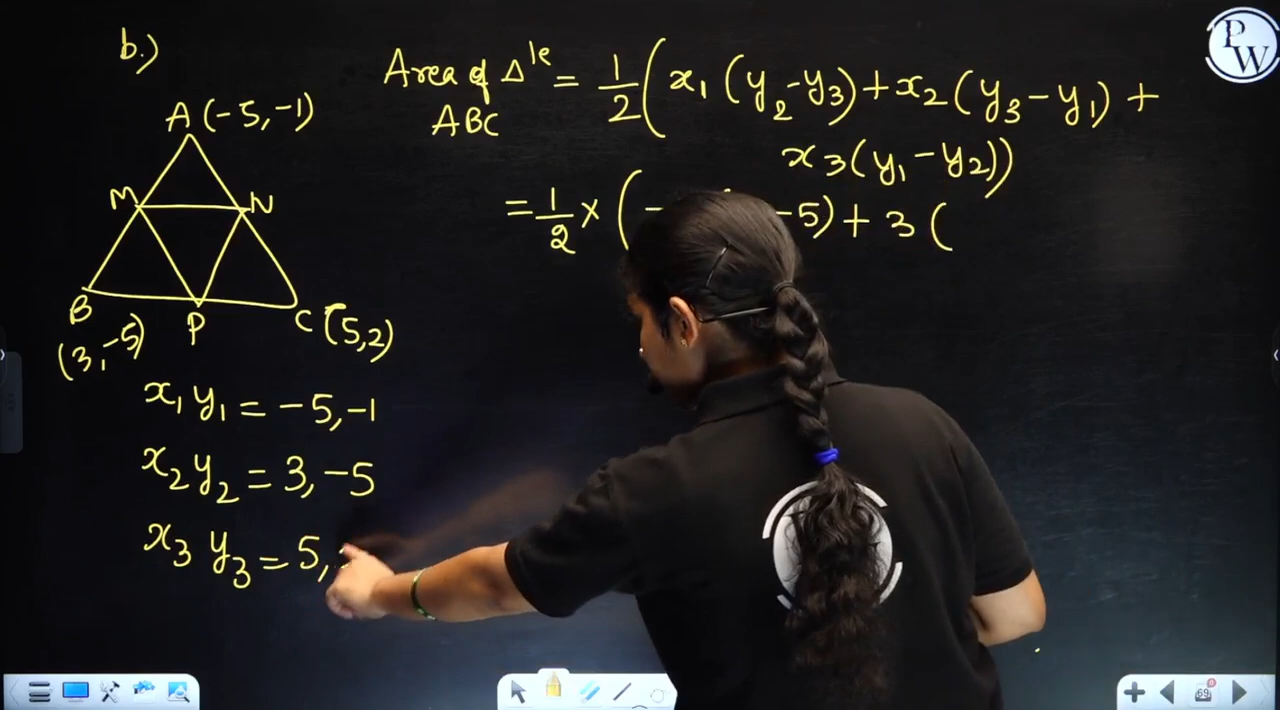 b.)
Area of Δle = 1/2 ( x1 (y2 - y3) + x2 (y3 - y1) +
ABC
x3 (y1 - y2))
= 1/2 × ( - -5) + 3 (
A (-5, -1)
M N
B P C (5,2)
(3, -5)
x1 y1 = -5, -1
x2 y2 = 3, -5
x3 y3 = 5,
PW
69